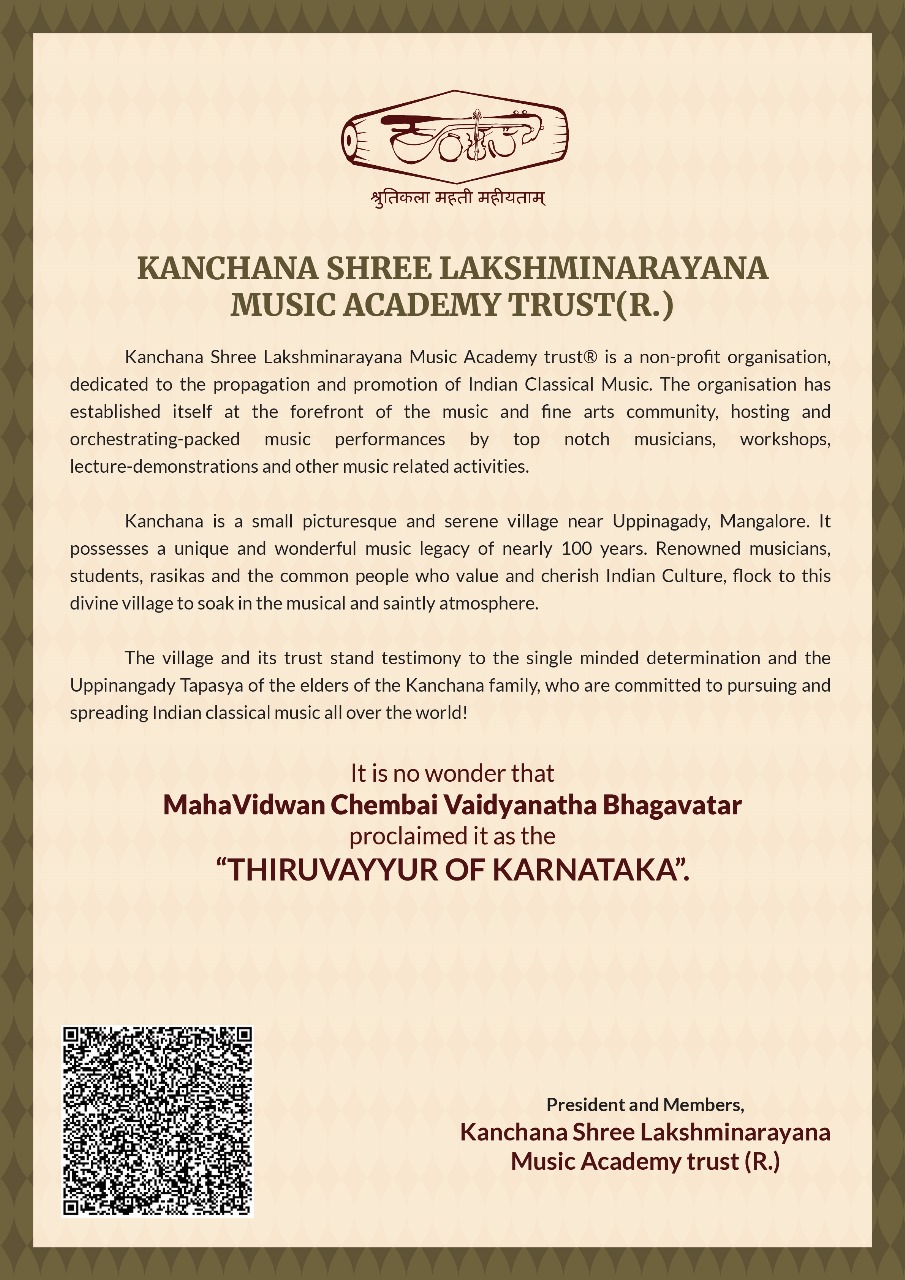 श्रुतिकला महती महीयताम्
KANCHANA SHREE LAKSHMINARAYANA
MUSIC ACADEMY TRUST(R.)
Kanchana Shree Lakshminarayana Music Academy trust® is a non-profit organisation,
dedicated to the propagation and promotion of Indian Classical Music. The organisation has
established itself at the forefront of the music and fine arts community, hosting and
orchestrating-packed music performances by top notch musicians, workshops,
lecture-demonstrations and other music related activities.
Kanchana is a small picturesque and serene village near Uppinagady, Mangalore. It
possesses a unique and wonderful music legacy of nearly 100 years. Renowned musicians,
students, rasikas and the common people who value and cherish Indian Culture, flock to this
divine village to soak in the musical and saintly atmosphere.
The village and its trust stand testimony to the single minded determination and the
Uppinangady Tapasya of the elders of the Kanchana family, who are committed to pursuing and
spreading Indian classical music all over the world!
It is no wonder that
MahaVidwan Chembai Vaidyanatha Bhagavatar
proclaimed it as the
“THIRUVAYYUR OF KARNATAKA”.
President and Members,
Kanchana Shree Lakshminarayana
Music Academy trust (R.)